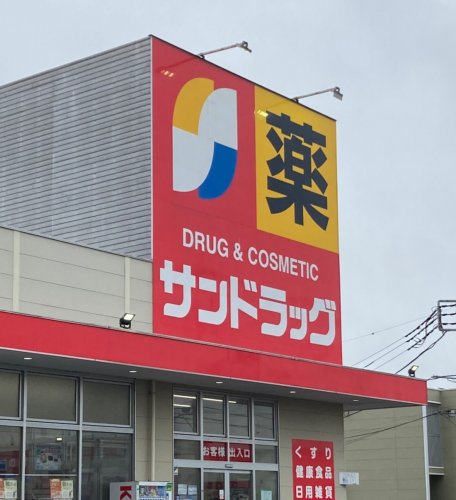 薬
DRUG & COSMETIC
サンドラッグ
お客様 出入口
くすり
健康食品
日用雑貨